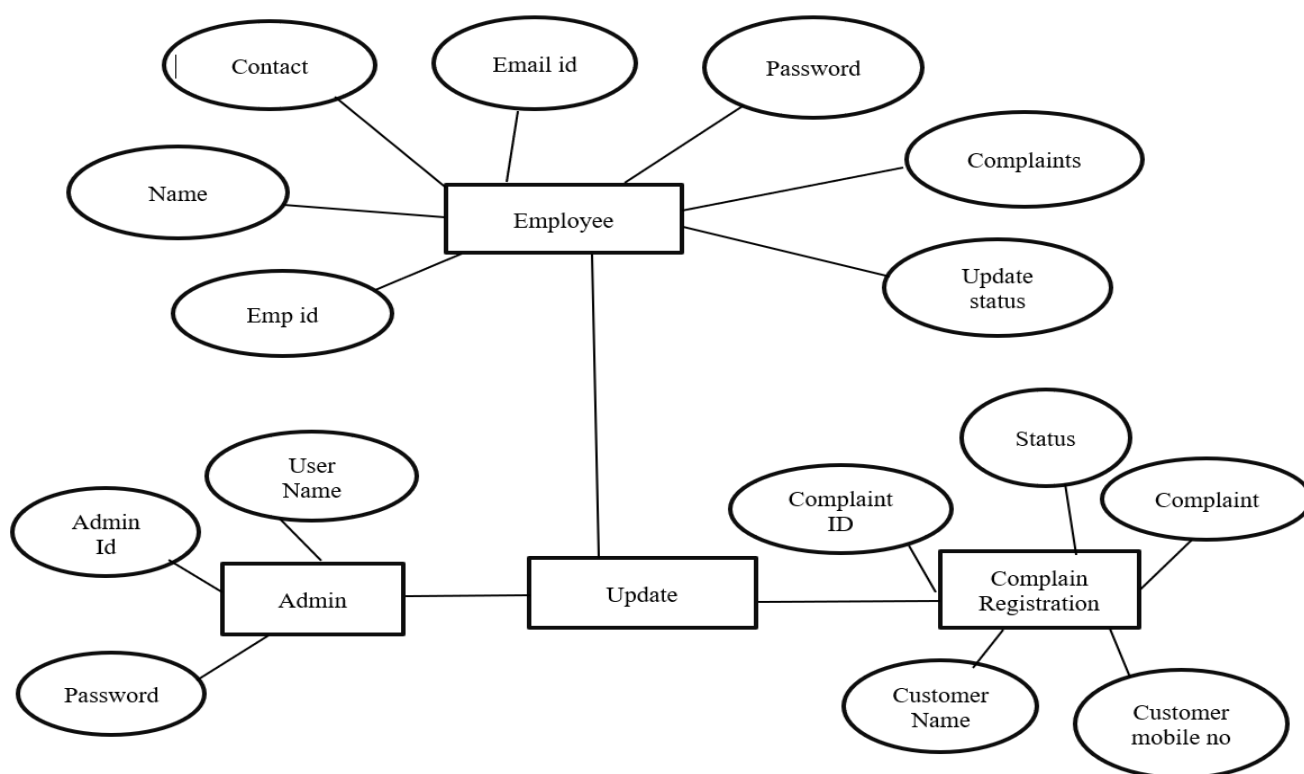 Contact
Email id
Password
Complaints
Name
Employee
Update
status
Emp id
Status
User
Name
Complaint
ID
Complaint
Admin
Id
Admin
Update
Complain
Registration
Password
Customer
Name
Customer
mobile no